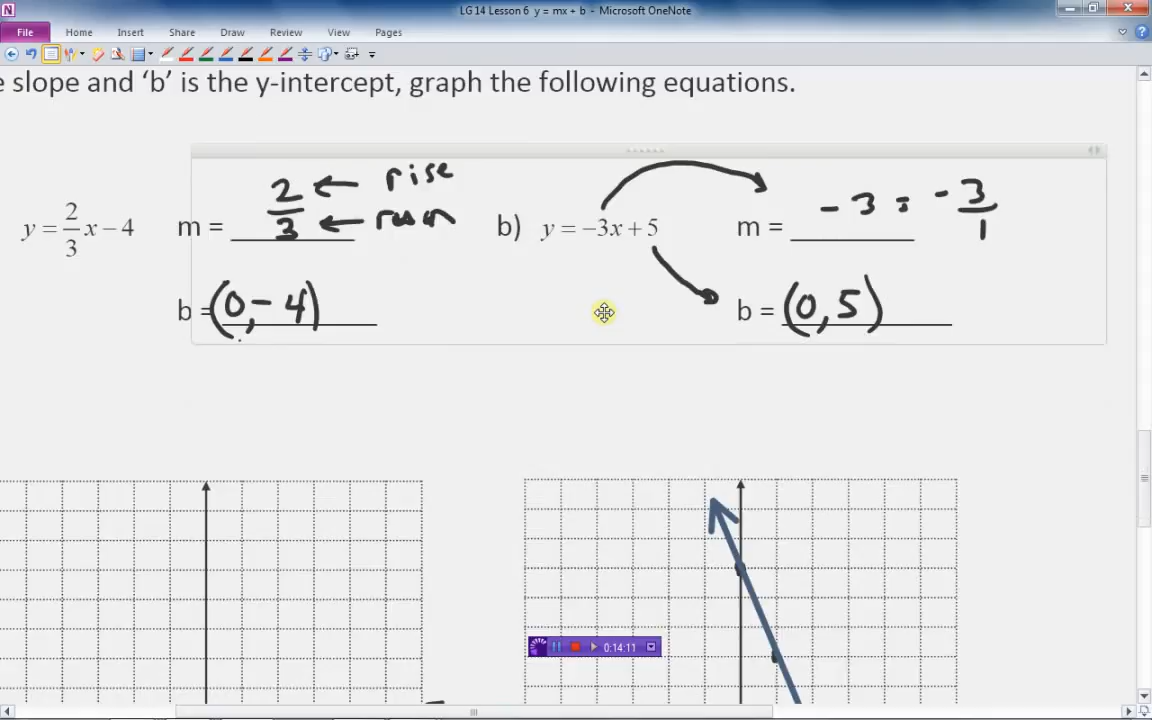 LG 14 Lesson 6 y = mx + b - Microsoft OneNote
File Home Insert Share Draw Review View Pages
e slope and ‘b’ is the y-intercept, graph the following equations.
y = 2/3 x − 4
m = 2/3
rise
run
b = (0, − 4)
b) y = −3x + 5
m = - 3 = - 3/1
b = (0, 5)
0:14:11